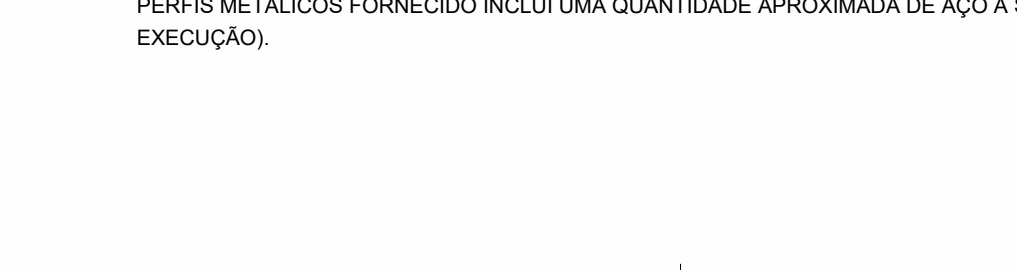 PERFIS METÁLICOS FORNECIDO INCLUI UMA QUANTIDADE APROXIMADA DE AÇO A
EXECUÇÃO).